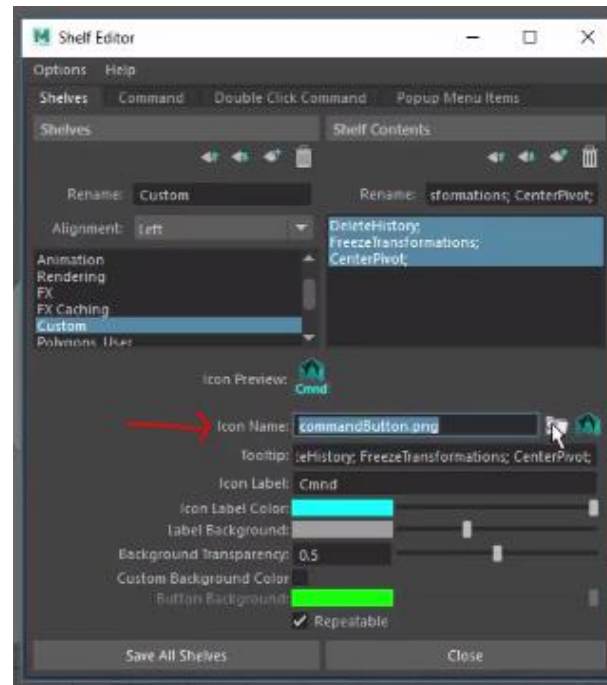 Shelf Editor
Options Help
Shelves Command Double Click Command Popup Menu Items
Shelves
Shelf Contents
Rename: Custom
Rename: sformations; CenterPivot;
Alignment: Left
DeleteHistory;
FreezeTransformations;
CenterPivot;
Animation
Rendering
FX
FX Caching
Custom
Polygons_User
Icon Preview:
Cmnd
Icon Name: commandButton.png
Tooltip: teHistory; FreezeTransformations; CenterPivot;
Icon Label: Cmnd
Icon Label Color:
Label Background:
Background Transparency: 0.5
Custom Background Color
Button Background:
Repeatable
Save All Shelves Close